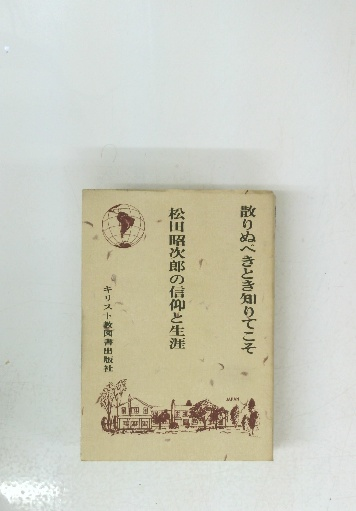 散りぬべきとき知りてこそ
松田昭次郎の信仰と生涯
キリスト教図書出版社
JAPAN